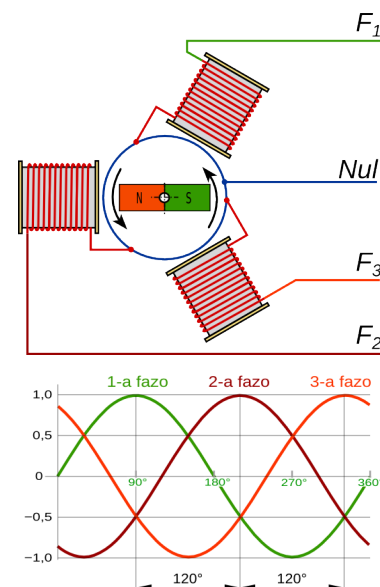 F1
Nul
N S
F3
F2
1-a fazo 2-a fazo 3-a fazo
1,0
0,5
0 90° 180° 270° 360°
−0,5
−1,0
120° 120°